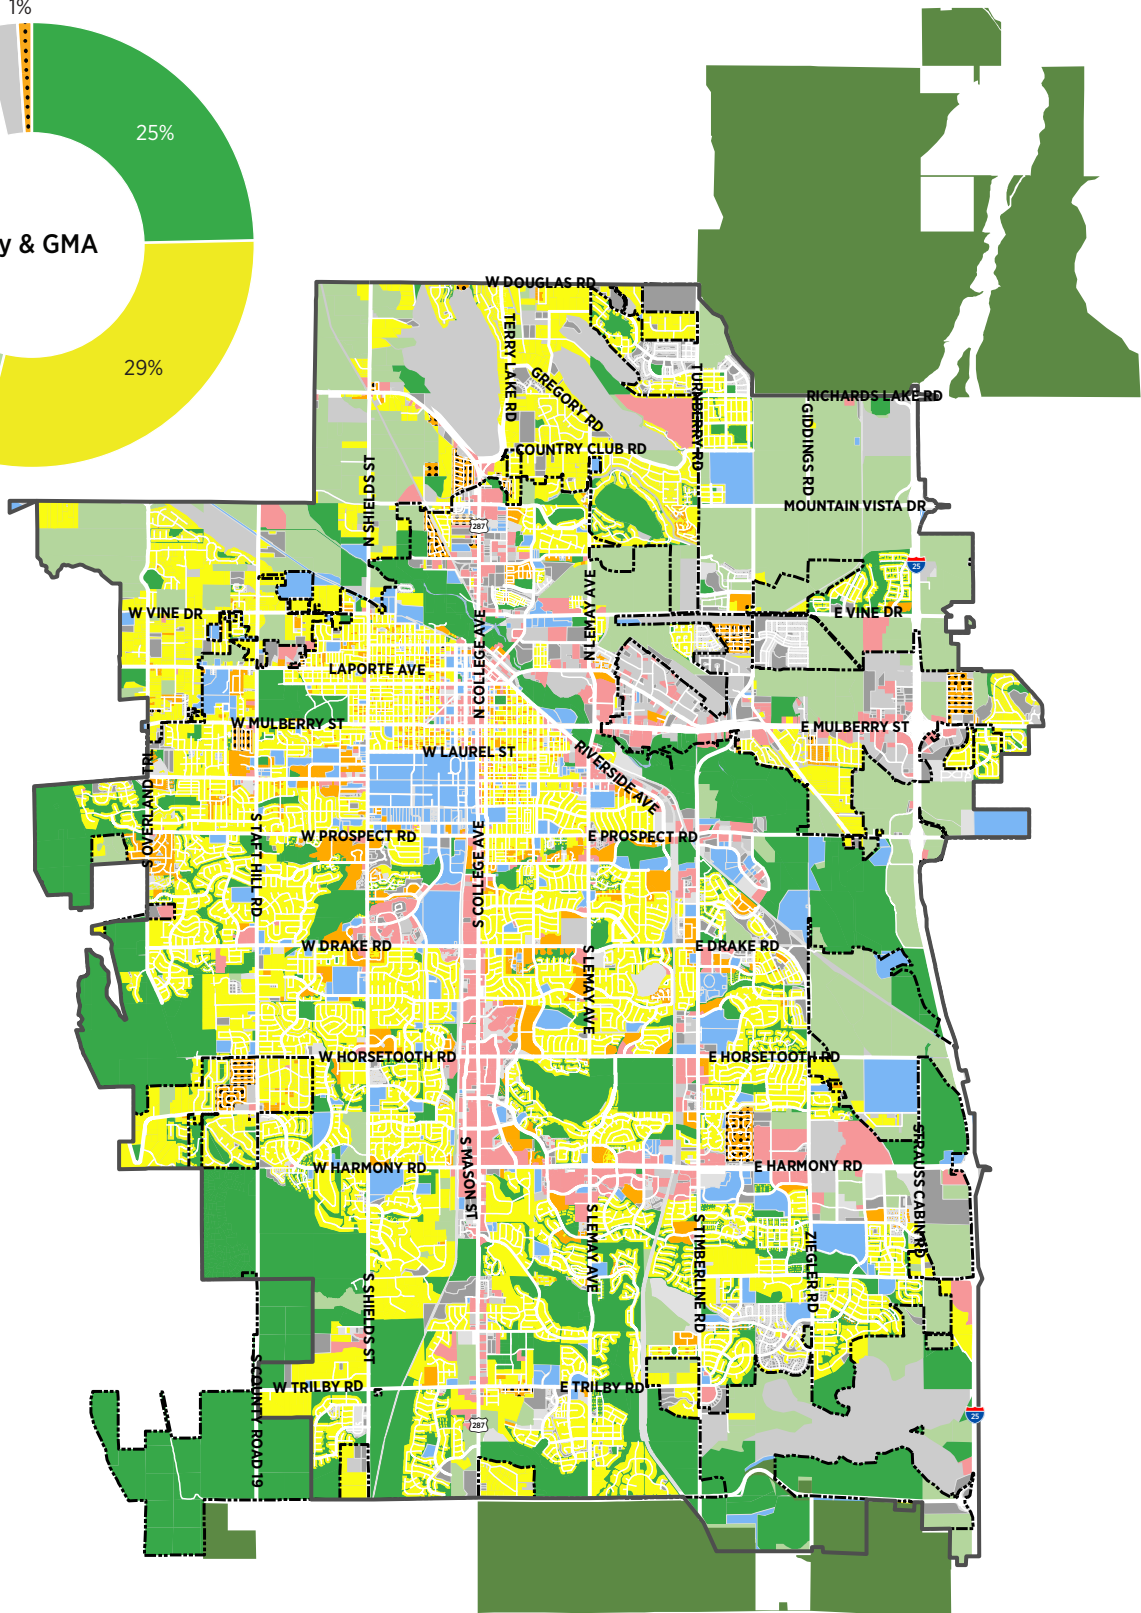 1%
25%
y & GMA
29%
W DOUGLAS RD
TERRY LAKE RD
GREGORY RD
TURNBERRY RD
RICHARDS LAKE RD
GIDDINGS RD
COUNTRY CLUB RD
N SHIELDS ST
MOUNTAIN VISTA DR
287
25
N LEMAY AVE
W VINE DR
E VINE DR
N COLLEGE AVE
LAPORTE AVE
W MULBERRY ST
E MULBERRY ST
W LAUREL ST
RIVERSIDE AVE
S OVERLAND TRL
S TAFT HILL RD
W PROSPECT RD
E PROSPECT RD
S COLLEGE AVE
W DRAKE RD
E DRAKE RD
S LEMAY AVE
W HORSETOOTH RD
E HORSETOOTH RD
S MASON ST
STRAUSS CABIN RD
W HARMONY RD
E HARMONY RD
S LEMAY AVE
S TIMBERLINE RD
ZIEGLER RD
S SHIELDS ST
S COUNTY ROAD 19
W TRILBY RD
E TRILBY RD
287
25